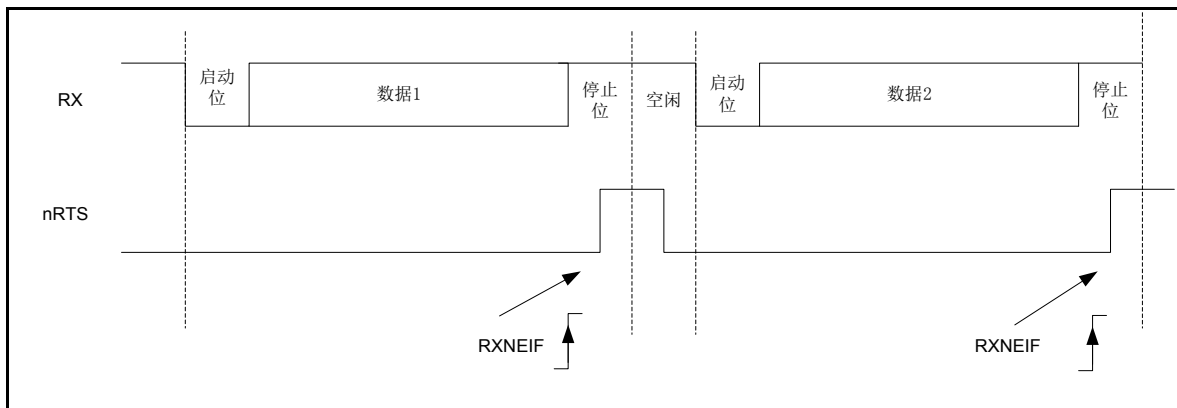 RX
启动
位
数据1
停止
位
空闲
启动
位
数据2
停止
位
nRTS
RXNEIF
RXNEIF